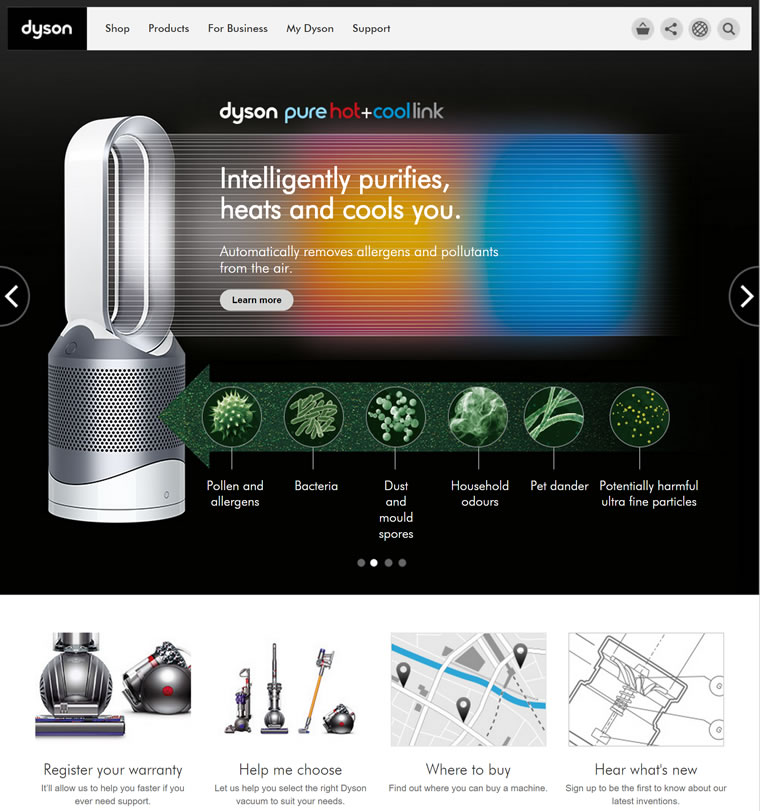 dyson
Shop Products For Business My Dyson Support
dyson pure hot+cool link
Intelligently purifies,
heats and cools you.
Automatically removes allergens and pollutants
from the air.
Learn more
Pollen and
allergens
Bacteria
Dust
and
mould
spores
Household
odours
Pet dander
Potentially harmful
ultra fine particles
Register your warranty
It'll allow us to help you faster if you
ever need support.
Help me choose
Let us help you select the right Dyson
vacuum to suit your needs.
Where to buy
Find out where you can buy a machine.
Hear what's new
Sign up to be the first to know about our
latest inventions.